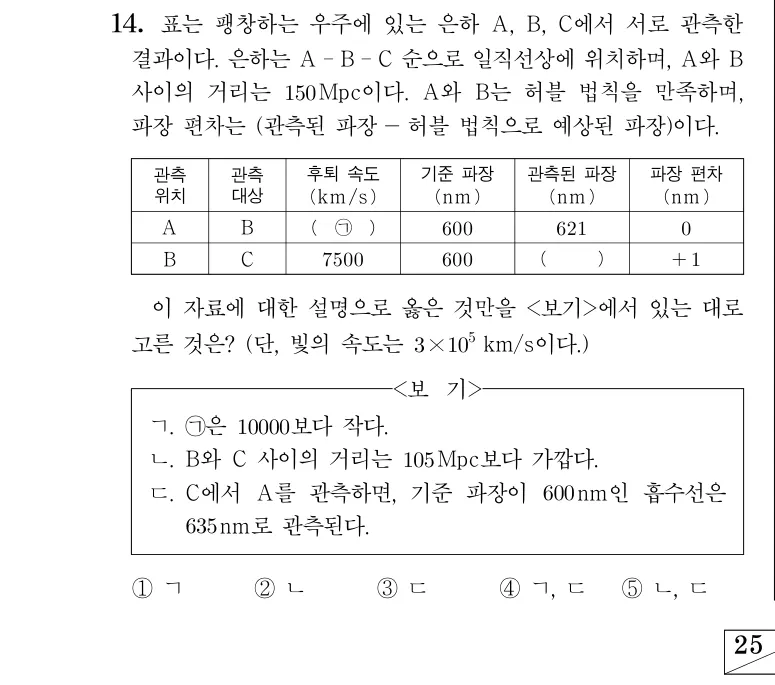 14. 표는 팽창하는 우주에 있는 은하 A, B, C에서 서로 관측한
결과이다. 은하는 A - B - C 순으로 일직선상에 위치하며, A와 B
사이의 거리는 150Mpc이다. A와 B는 허블 법칙을 만족하며,
파장 편차는 (관측된 파장 − 허블 법칙으로 예상된 파장)이다.
관측 위치 관측 대상 후퇴 속도 (km/s) 기준 파장 (nm) 관측된 파장 (nm) 파장 편차 (nm)
A B ( ㉠ ) 600 621 0
B C 7500 600 ( ) +1
이 자료에 대한 설명으로 옳은 것만을 <보기>에서 있는 대로
고른 것은? (단, 빛의 속도는 3×10⁵ km/s이다.)
<보 기>
ㄱ. ㉠은 10000보다 작다.
ㄴ. B와 C 사이의 거리는 105Mpc보다 가깝다.
ㄷ. C에서 A를 관측하면, 기준 파장이 600nm인 흡수선은
635nm로 관측된다.
① ㄱ ② ㄴ ③ ㄷ ④ ㄱ, ㄷ ⑤ ㄴ, ㄷ
25